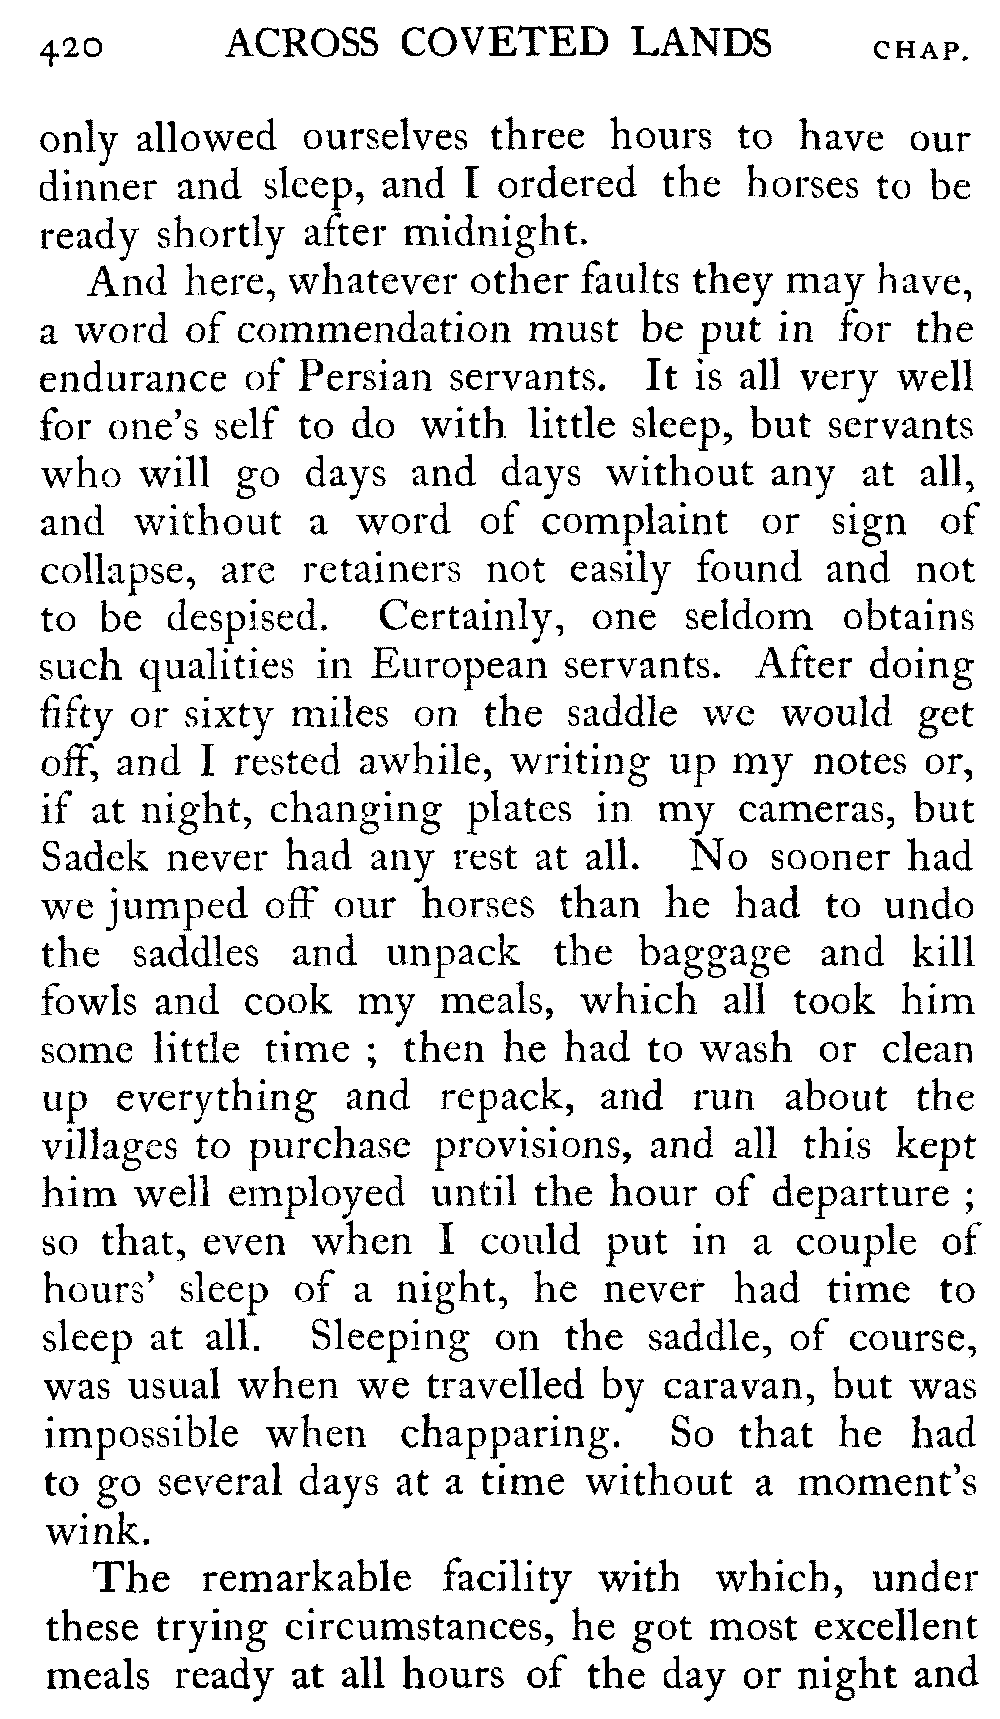 420 ACROSS COVETED LANDS CHAP.
only allowed ourselves three hours to have our
dinner and sleep, and I ordered the horses to be
ready shortly after midnight.
And here, whatever other faults they may have,
a word of commendation must be put in for the
endurance of Persian servants. It is all very well
for one's self to do with little sleep, but servants
who will go days and days without any at all,
and without a word of complaint or sign of
collapse, are retainers not easily found and not
to be despised. Certainly, one seldom obtains
such qualities in European servants. After doing
fifty or sixty miles on the saddle we would get
off, and I rested awhile, writing up my notes or,
if at night, changing plates in my cameras, but
Sadek never had any rest at all. No sooner had
we jumped off our horses than he had to undo
the saddles and unpack the baggage and kill
fowls and cook my meals, which all took him
some little time ; then he had to wash or clean
up everything and repack, and run about the
villages to purchase provisions, and all this kept
him well employed until the hour of departure ;
so that, even when I could put in a couple of
hours' sleep of a night, he never had time to
sleep at all. Sleeping on the saddle, of course,
was usual when we travelled by caravan, but was
impossible when chapparing. So that he had
to go several days at a time without a moment's
wink.
The remarkable facility with which, under
these trying circumstances, he got most excellent
meals ready at all hours of the day or night and